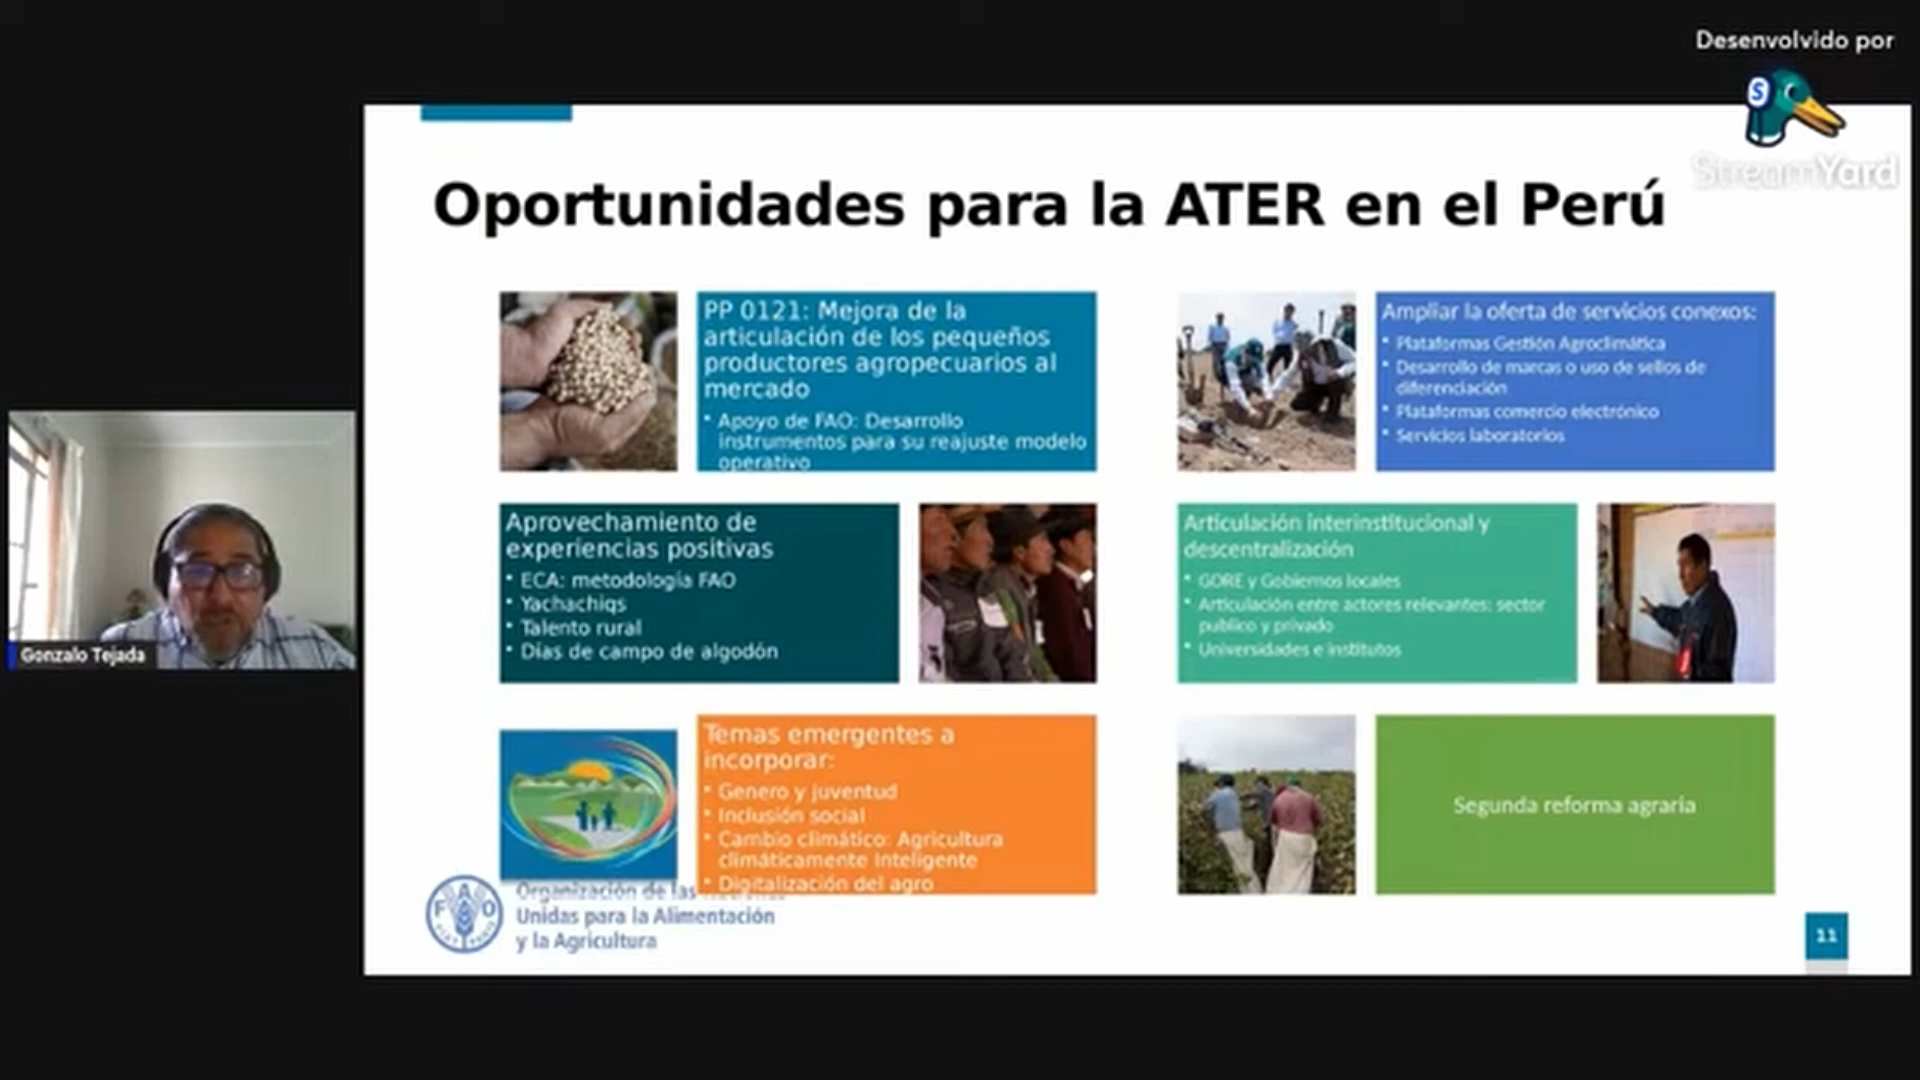 Desenvolvido por
StreamYard
Oportunidades para la ATER en el Perú
PP 0121: Mejora de la
articulación de los pequeños
productores agropecuarios al
mercado
• Apoyo de FAO: Desarrollo
instrumentos para su reajuste modelo
operativo
Ampliar la oferta de servicios conexos:
• Plataformas Gestión Agroclimática
• Desarrollo de marcas o uso de sellos de
diferenciación
• Plataformas comercio electrónico
• Servicios laboratorios
Aprovechamiento de
experiencias positivas
• ECA: metodología FAO
• Yachachiqs
• Talento rural
• Días de campo de algodón
Articulación interinstitucional y
descentralización
• GORE y Gobiernos locales
• Articulación entre actores relevantes: sector
publico y privado
• Universidades e institutos
Temas emergentes a
incorporar:
• Genero y juventud
• Inclusión social
• Cambio climático: Agricultura
climáticamente Inteligente
• Digitalización del agro
Segunda reforma agraria
Gonzalo Tejada
FAO
Organización de las
Unidas para la Alimentación
y la Agricultura
11